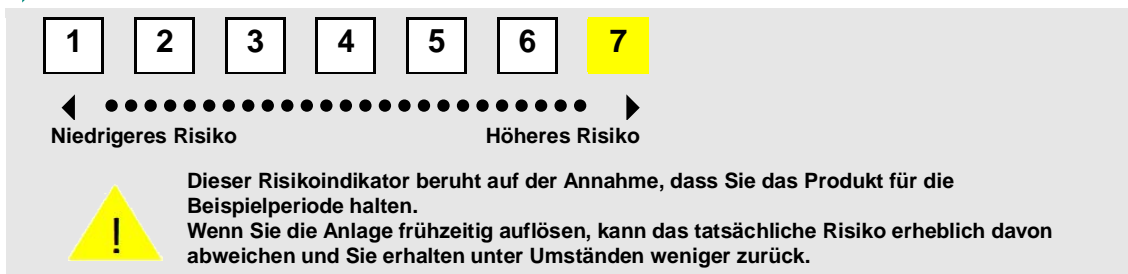 1 2 3 4 5 6 7
Niedrigeres Risiko Höheres Risiko
Dieser Risikoindikator beruht auf der Annahme, dass Sie das Produkt für die
Beispielperiode halten.
Wenn Sie die Anlage frühzeitig auflösen, kann das tatsächliche Risiko erheblich davon
abweichen und Sie erhalten unter Umständen weniger zurück.
!